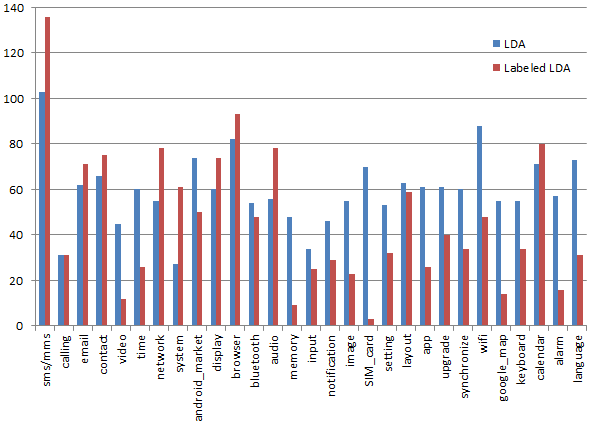 140
120
100
80
60
40
20
0
LDA
Labeled LDA
sms/mms
calling
email
contact
video
time
network
system
android_market
display
browser
bluetooth
audio
memory
input
notification
image
SIM_card
setting
layout
app
upgrade
synchronize
wifi
google_map
keyboard
calendar
alarm
language